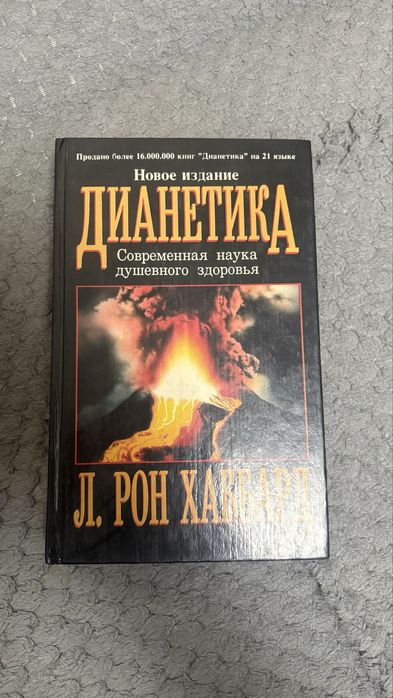 Продано более 16.000.000 книг "Дианетика" на 21 языке
Новое издание
ДИАНЕТИКА
Современная наука
душевного здоровья
Л. РОН ХАББАРД